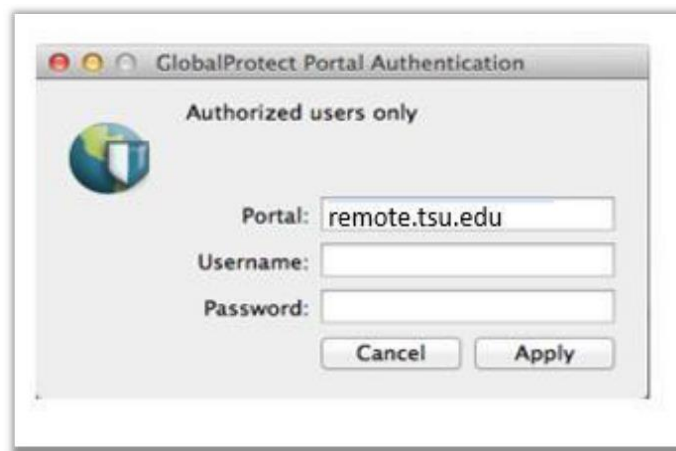 GlobalProtect Portal Authentication
Authorized users only
Portal: remote.tsu.edu
Username:
Password:
Cancel Apply